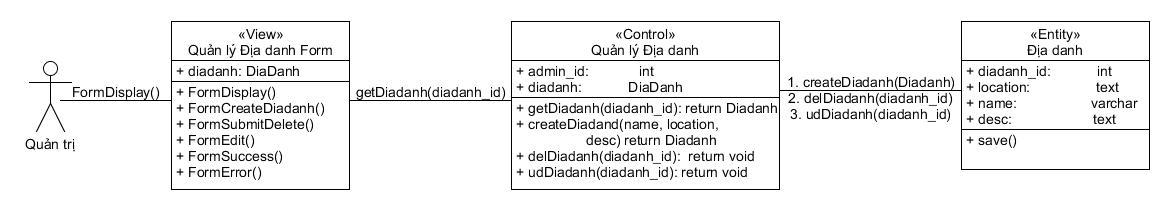 Quản trị
FormDisplay()
«View»
Quản lý Địa danh Form
+ diadanh: DiaDanh
+ FormDisplay()
+ FormCreateDiadanh()
+ FormSubmitDelete()
+ FormEdit()
+ FormSuccess()
+ FormError()
getDiadanh(diadanh_id)
«Control»
Quản lý Địa danh
+ admin_id: int
+ diadanh: DiaDanh
+ getDiadanh(diadanh_id): return Diadanh
+ createDiadand(name, location,
desc) return Diadanh
+ delDiadanh(diadanh_id): return void
+ udDiadanh(diadanh_id): return void
1. createDiadanh(Diadanh)
2. delDiadanh(diadanh_id)
3. udDiadanh(diadanh_id)
«Entity»
Địa danh
+ diadanh_id: int
+ location: text
+ name: varchar
+ desc: text
+ save()